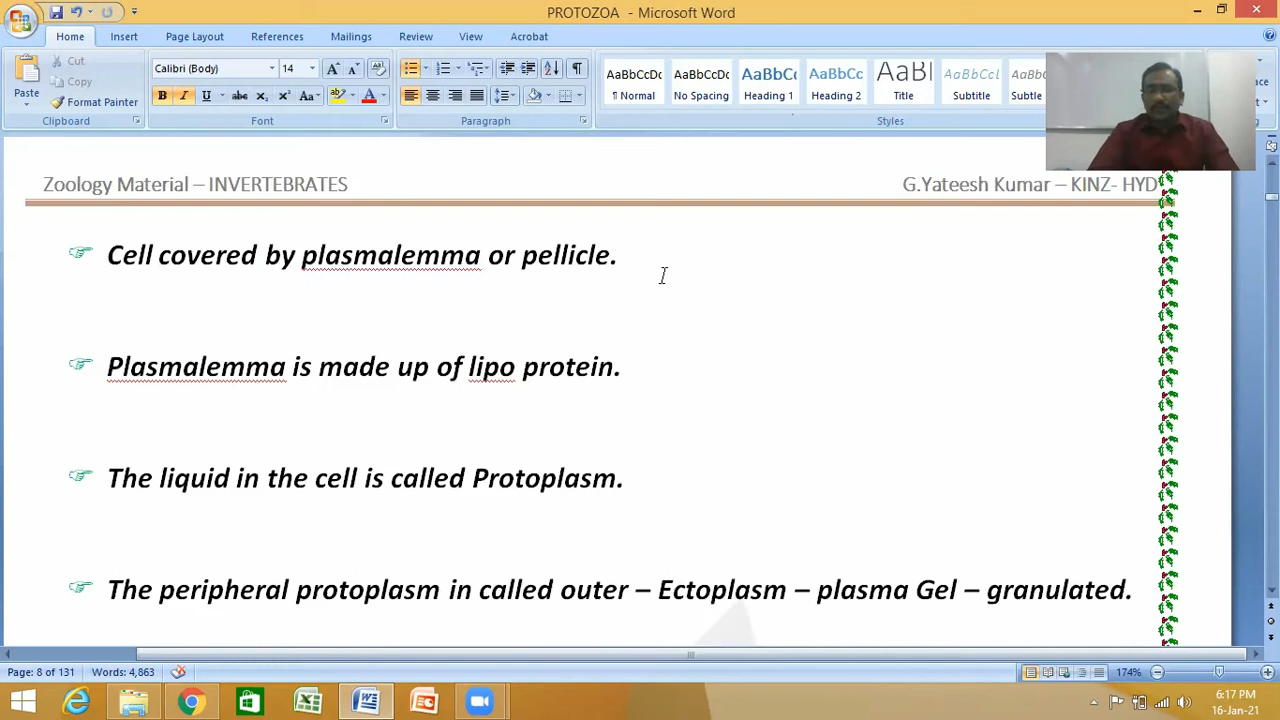 PROTOZOA - Microsoft Word
Home Insert Page Layout References Mailings Review View Acrobat
Cut
Copy
Format Painter
Paste
Clipboard
Calibri (Body) 14
Font
Paragraph
AaBbCcDc AaBbCcDc AaBbCc AaBbCc AaBl AaBbCcL AaBbCcD
¶ Normal No Spacing Heading 1 Heading 2 Title Subtitle Subtle
Styles
Zoology Material – INVERTEBRATES G.Yateesh Kumar – KINZ- HYD
Cell covered by plasmalemma or pellicle.
Plasmalemma is made up of lipo protein.
The liquid in the cell is called Protoplasm.
The peripheral protoplasm in called outer – Ectoplasm – plasma Gel – granulated.
Page: 8 of 131 Words: 4,863 174%
6:17 PM
16-Jan-21